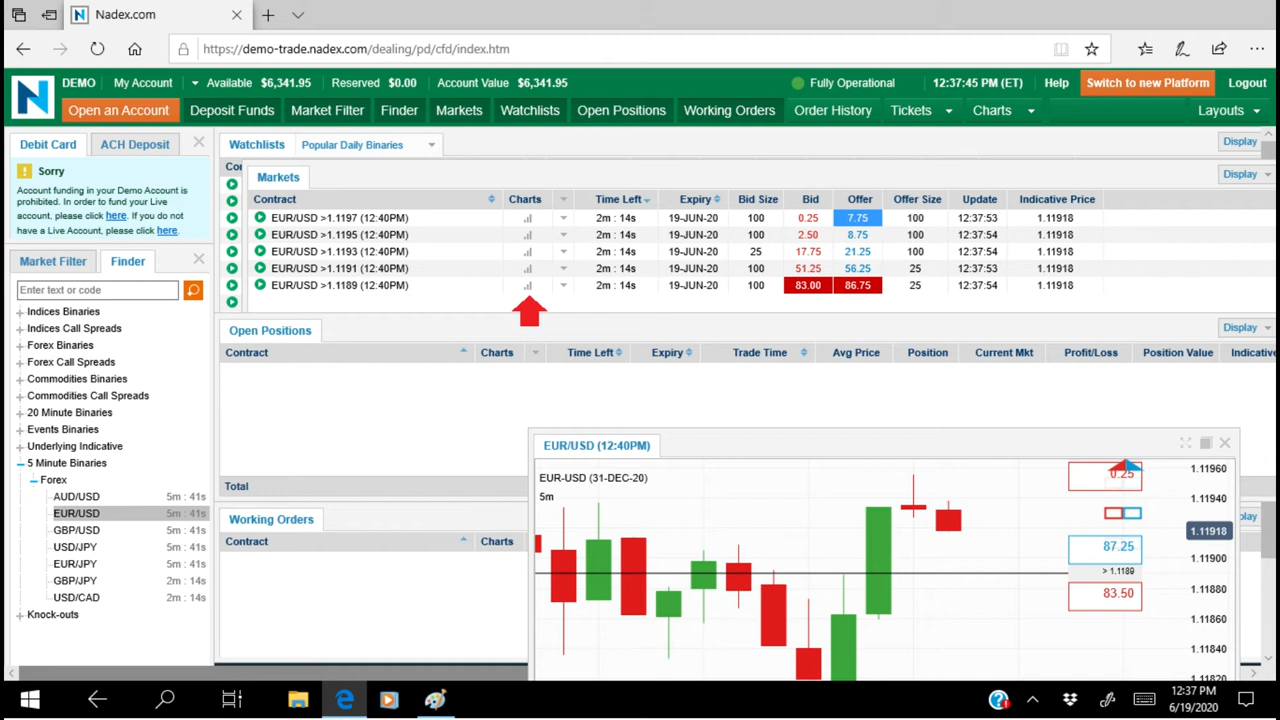 Nadex.com
https://demo-trade.nadex.com/dealing/pd/cfd/index.htm
N DEMO My Account Available $6,341.95 Reserved $0.00 Account Value $6,341.95 Fully Operational 12:37:45 PM (ET) Help Switch to new Platform Logout
Open an Account Deposit Funds Market Filter Finder Markets Watchlists Open Positions Working Orders Order History Tickets Charts Layouts
Debit Card ACH Deposit
Sorry
Account funding in your Demo Account is
prohibited. In order to fund your Live
account, please click here. If you do not
have a Live Account, please click here.
Market Filter Finder
Enter text or code
Indices Binaries
Indices Call Spreads
Forex Binaries
Forex Call Spreads
Commodities Binaries
Commodities Call Spreads
20 Minute Binaries
Events Binaries
Underlying Indicative
5 Minute Binaries
Forex
AUD/USD 5m : 41s
EUR/USD 5m : 41s
GBP/USD 5m : 41s
USD/JPY 5m : 41s
EUR/JPY 5m : 41s
GBP/JPY 2m : 14s
USD/CAD 2m : 14s
Knock-outs
Watchlists Popular Daily Binaries Display
Co
Markets Display
Contract Charts Time Left Expiry Bid Size Bid Offer Offer Size Update Indicative Price
EUR/USD >1.1197 (12:40PM) 2m : 14s 19-JUN-20 100 0.25 7.75 100 12:37:54 1.11918
EUR/USD >1.1195 (12:40PM) 2m : 14s 19-JUN-20 100 2.50 8.75 100 12:37:54 1.11918
EUR/USD >1.1193 (12:40PM) 2m : 14s 19-JUN-20 25 17.75 21.25 25 12:37:54 1.11918
EUR/USD >1.1191 (12:40PM) 2m : 14s 19-JUN-20 100 51.25 56.25 25 12:37:53 1.11918
EUR/USD >1.1189 (12:40PM) 2m : 14s 19-JUN-20 100 83.00 86.75 25 12:37:54 1.11918
Open Positions Display
Contract Charts Time Left Expiry Trade Time Avg Price Position Current Mkt Profit/Loss Position Value Indicative
Total
Working Orders play
Contract Charts
EUR/USD (12:40PM)
EUR-USD (31-DEC-20)
5m
0.25
87.25
> 1.1189
83.50
1.11960
1.11940
1.11918
1.11900
1.11880
1.11860
1.11840
1.11820
12:37 PM
6/19/2020